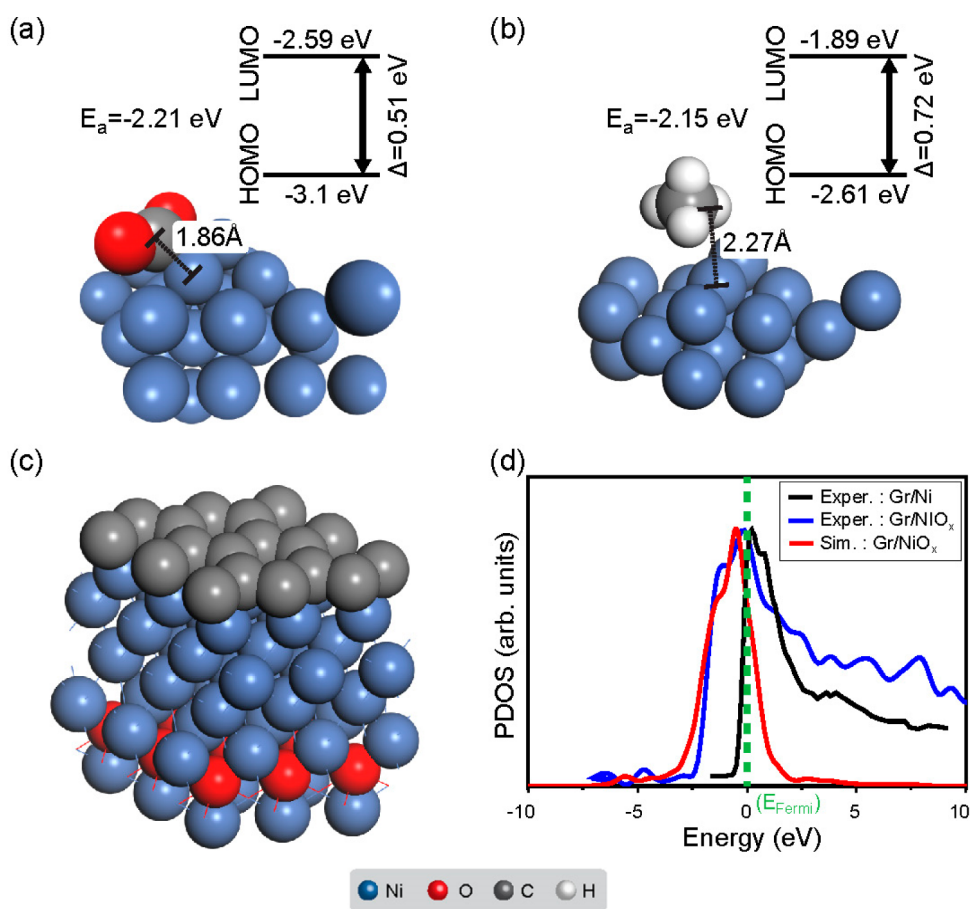 (a)
-2.59 eV
LUMO
HOMO
Δ=0.51 eV
Eₐ=-2.21 eV
-3.1 eV
1.86Å
(b)
-1.89 eV
LUMO
HOMO
Δ=0.72 eV
Eₐ=-2.15 eV
-2.61 eV
2.27Å
(c)
(d)
PDOS (arb. units)
Exper. : Gr/Ni
Exper. : Gr/NIOₓ
Sim. : Gr/NiOₓ
(E_Fermi)
-10
-5
0
5
10
Energy (eV)
Ni
O
C
H